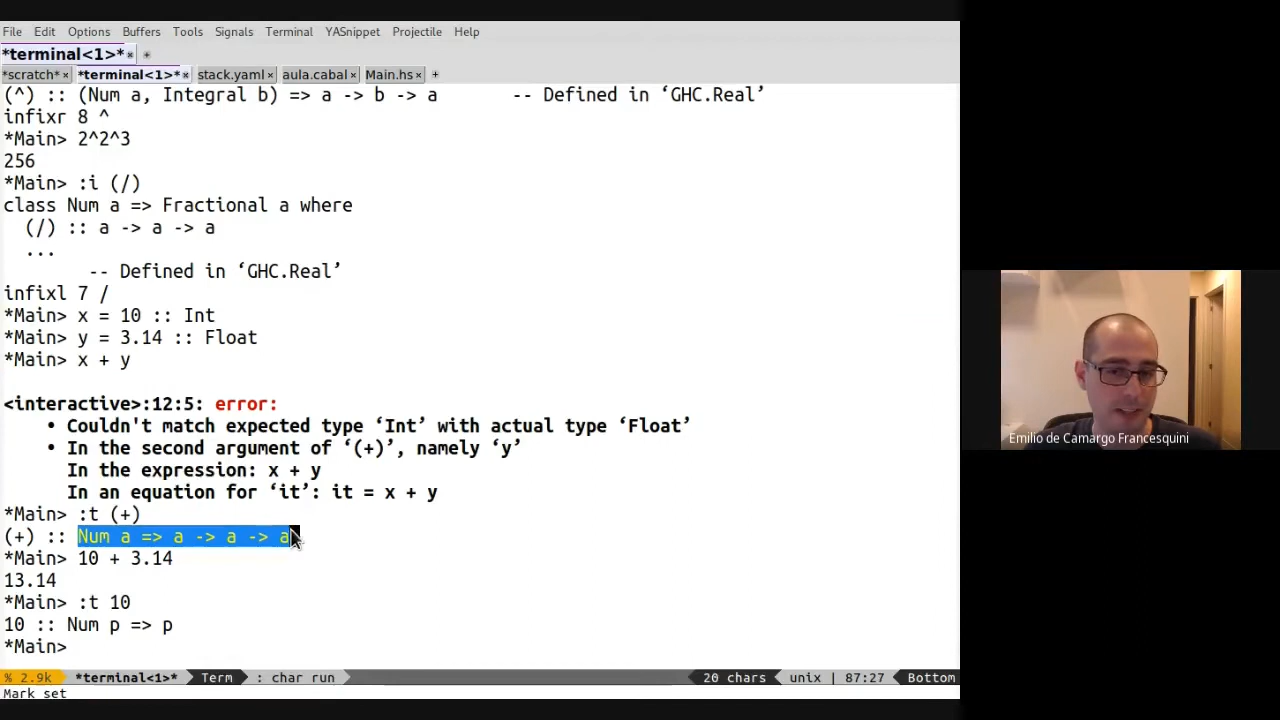 File Edit Options Buffers Tools Signals Terminal YASnippet Projectile Help
*terminal<1>*× +
*scratch*× *terminal<1>*× stack.yaml× aula.cabal× Main.hs× +
(^) :: (Num a, Integral b) => a -> b -> a       -- Defined in ‘GHC.Real’
infixr 8 ^
*Main> 2^2^3
256
*Main> :i (/)
class Num a => Fractional a where
  (/) :: a -> a -> a
  ...
        -- Defined in ‘GHC.Real’
infixl 7 /
*Main> x = 10 :: Int
*Main> y = 3.14 :: Float
*Main> x + y
<interactive>:12:5: error:
    • Couldn't match expected type ‘Int’ with actual type ‘Float’
    • In the second argument of ‘(+)’, namely ‘y’
      In the expression: x + y
      In an equation for ‘it’: it = x + y
*Main> :t (+)
(+) :: Num a => a -> a -> a
*Main> 10 + 3.14
13.14
*Main> :t 10
10 :: Num p => p
*Main>
% 2.9k *terminal<1>* Term : char run 20 chars unix | 87:27 Bottom
Mark set
Emilio de Camargo Francesquini